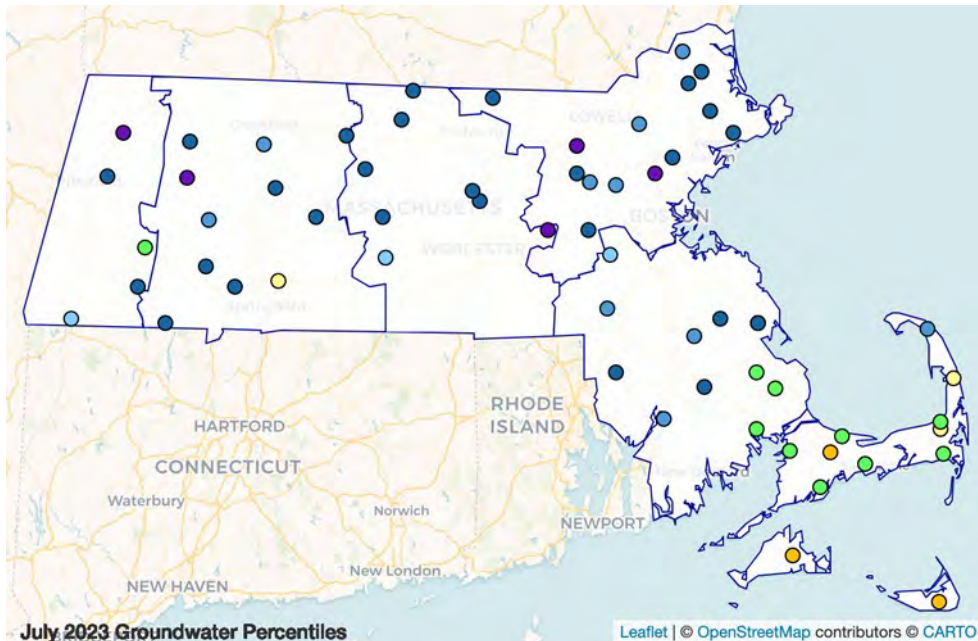 LOWELL
MASSACHUSETTS
BOSTON
WORCESTER
Springfield
HARTFORD
RHODE
ISLAND
CONNECTICUT
Waterbury
Norwich
NEWPORT
New London
NEW HAVEN
July 2023 Groundwater Percentiles
Leaflet | © OpenStreetMap contributors © CARTO